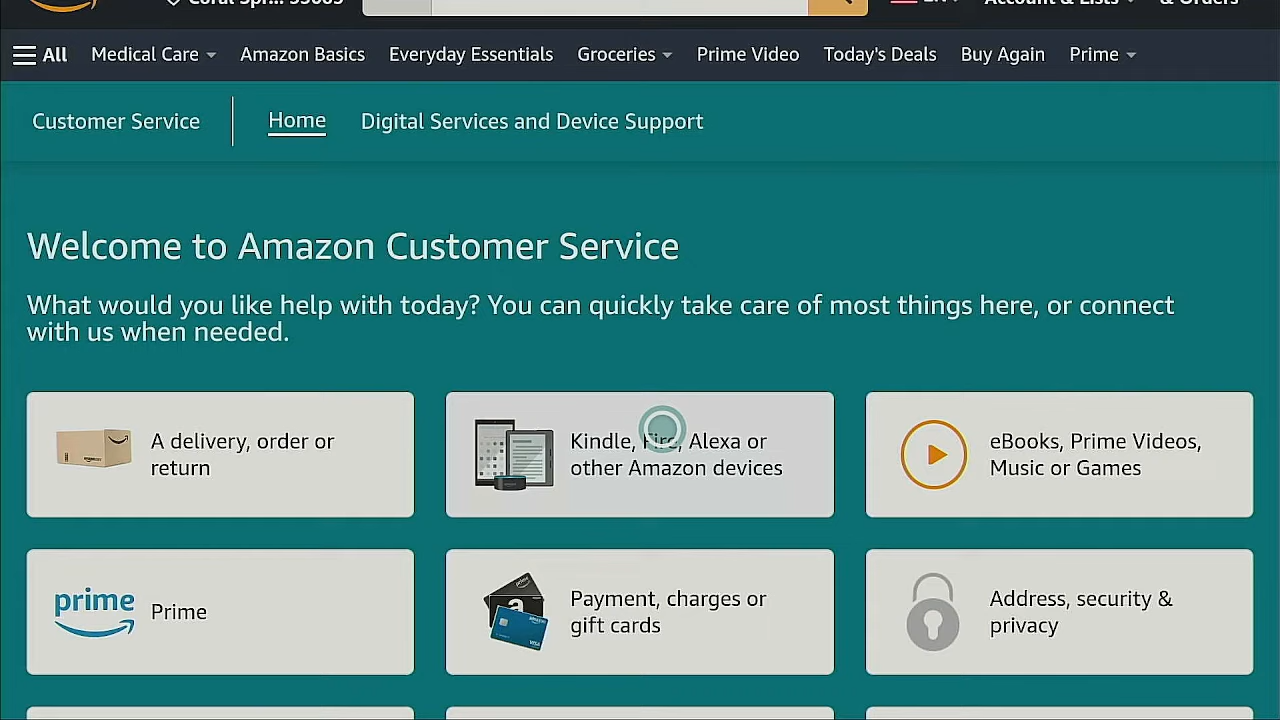 All Medical Care Amazon Basics Everyday Essentials Groceries Prime Video Today's Deals Buy Again Prime
Customer Service Home Digital Services and Device Support
Welcome to Amazon Customer Service
What would you like help with today? You can quickly take care of most things here, or connect
with us when needed.
A delivery, order or
return
Kindle, Fire, Alexa or
other Amazon devices
eBooks, Prime Videos,
Music or Games
prime
Prime
Payment, charges or
gift cards
Address, security &
privacy